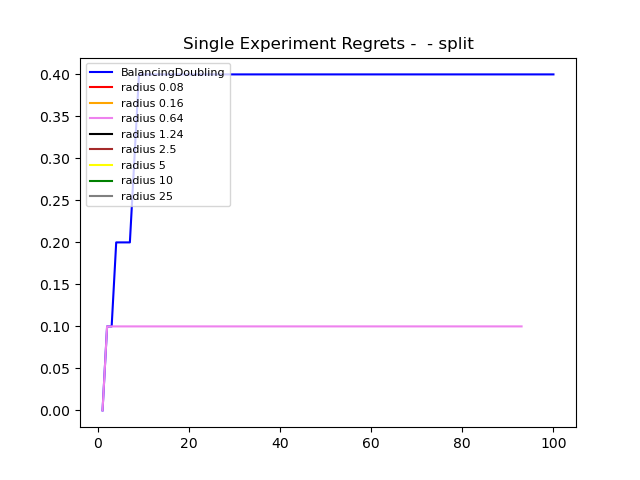 Single Experiment Regrets -  - split
0.40
0.35
0.30
0.25
0.20
0.15
0.10
0.05
0.00
BalancingDoubling
radius 0.08
radius 0.16
radius 0.64
radius 1.24
radius 2.5
radius 5
radius 10
radius 25
0 20 40 60 80 100